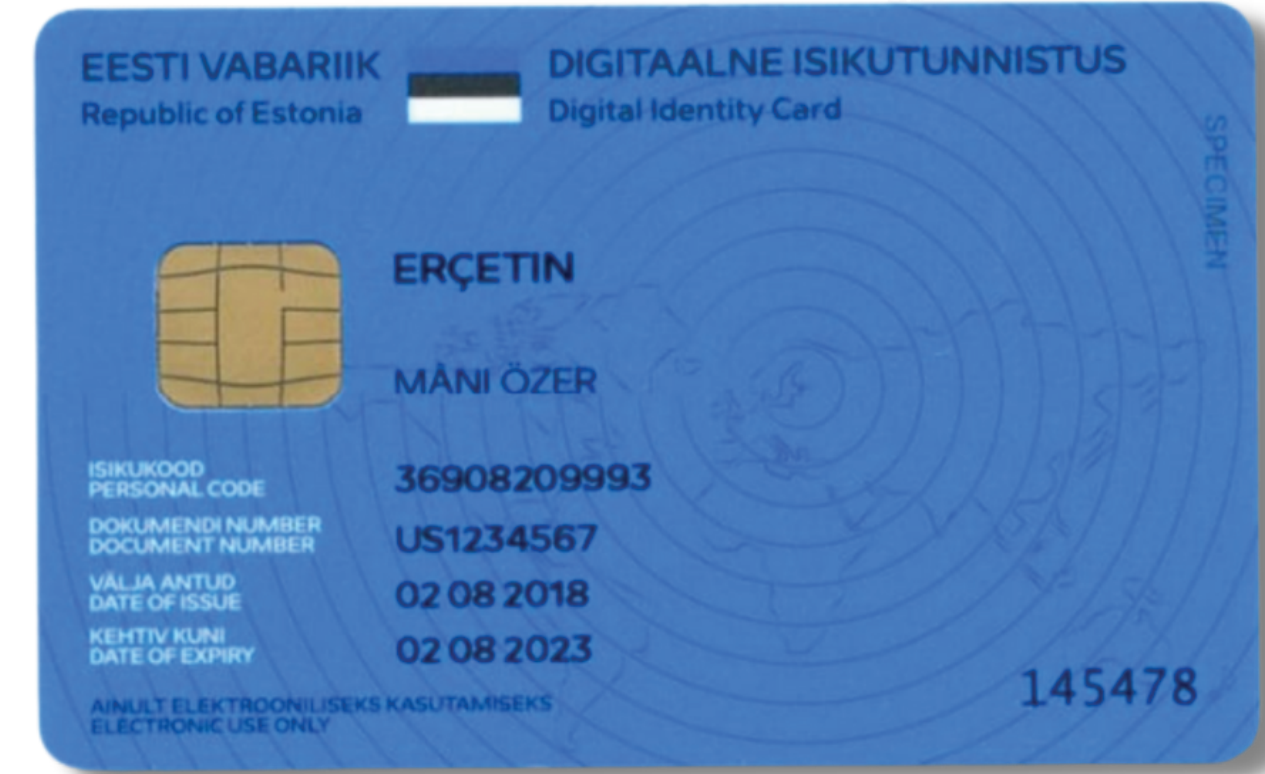 EESTI VABARIIK
Republic of Estonia
DIGITAALNE ISIKUTUNNISTUS
Digital Identity Card
SPECIMEN
ERÇETIN
MÂNI ÖZER
ISIKUKOOD
PERSONAL CODE
36908209993
DOKUMENDI NUMBER
DOCUMENT NUMBER
US1234567
VÄLJA ANTUD
DATE OF ISSUE
02 08 2018
KEHTIV KUNI
DATE OF EXPIRY
02 08 2023
AINULT ELEKTROONILISEKS KASUTAMISEKS
ELECTRONIC USE ONLY
145478